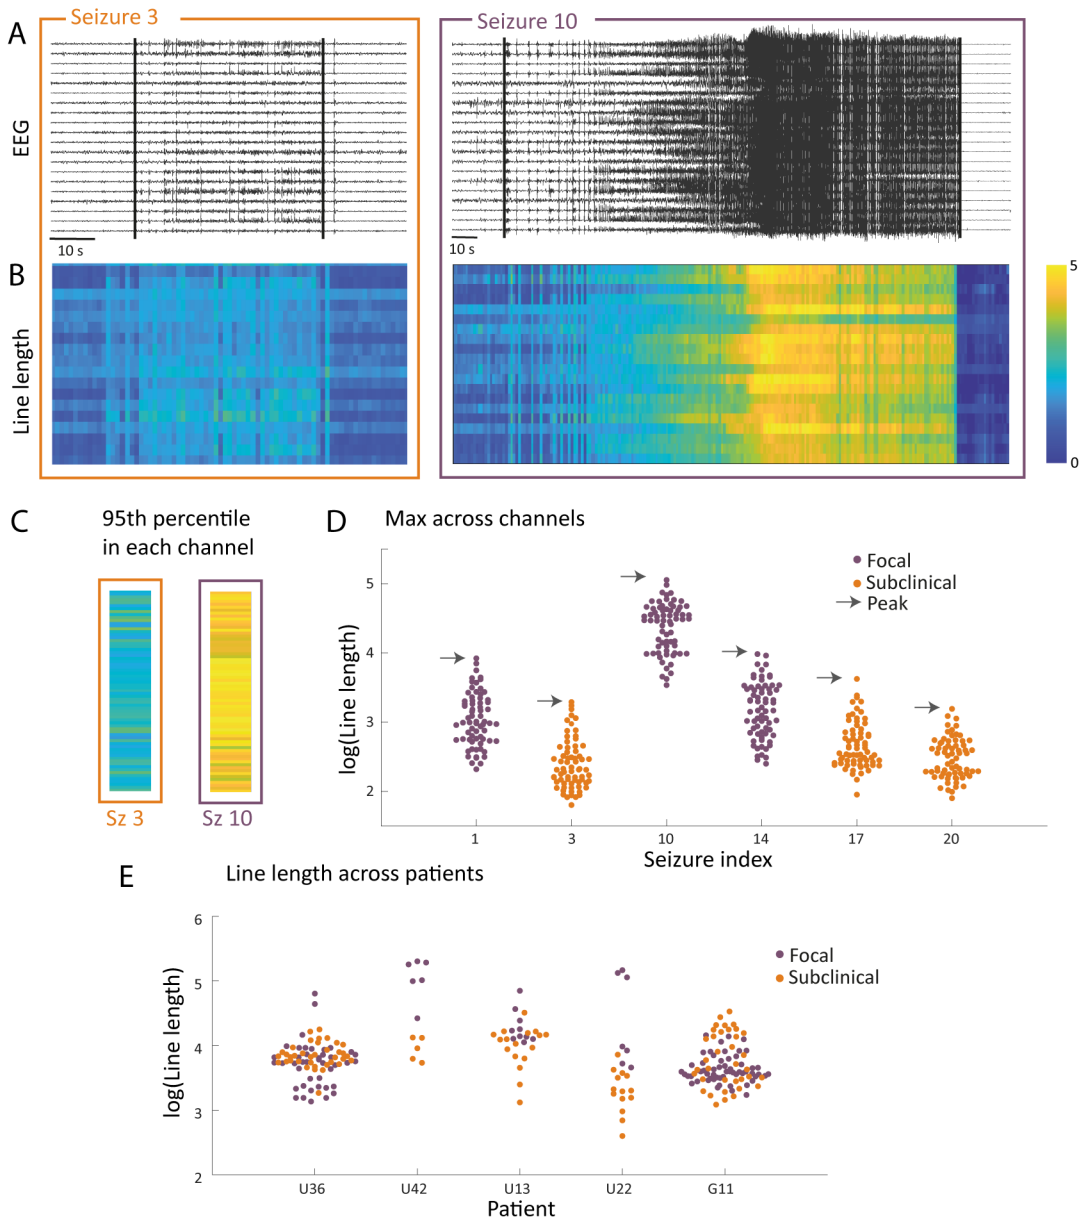 Seizure 3
Seizure 10
A
EEG
10 s
10 s
B
Line length
5
0
C
95th percentile
in each channel
Sz 3
Sz 10
D
Max across channels
Focal
Subclinical
Peak
log(Line length)
5
4
3
2
1
3
10
14
17
20
Seizure index
E
Line length across patients
Focal
Subclinical
log(Line length)
6
5
4
3
2
U36
U42
U13
U22
G11
Patient